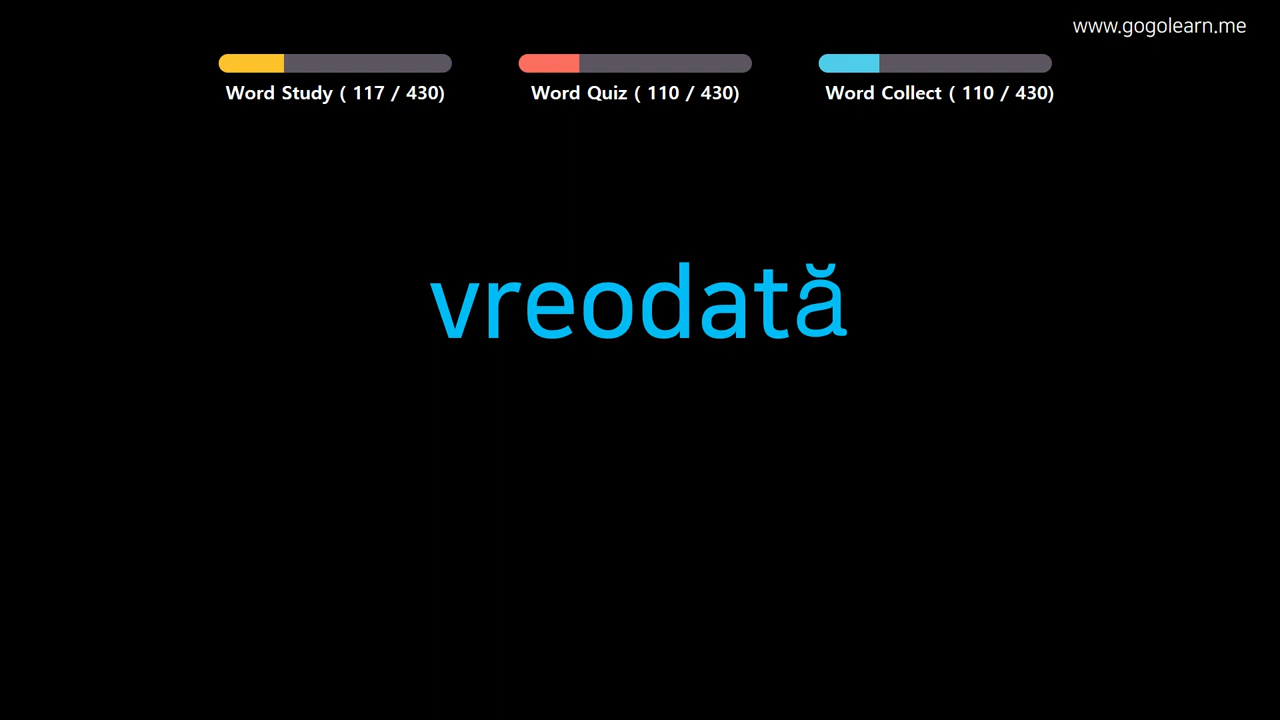 www.gogolearn.me
Word Study ( 117 / 430)
Word Quiz ( 110 / 430)
Word Collect ( 110 / 430)
vreodată